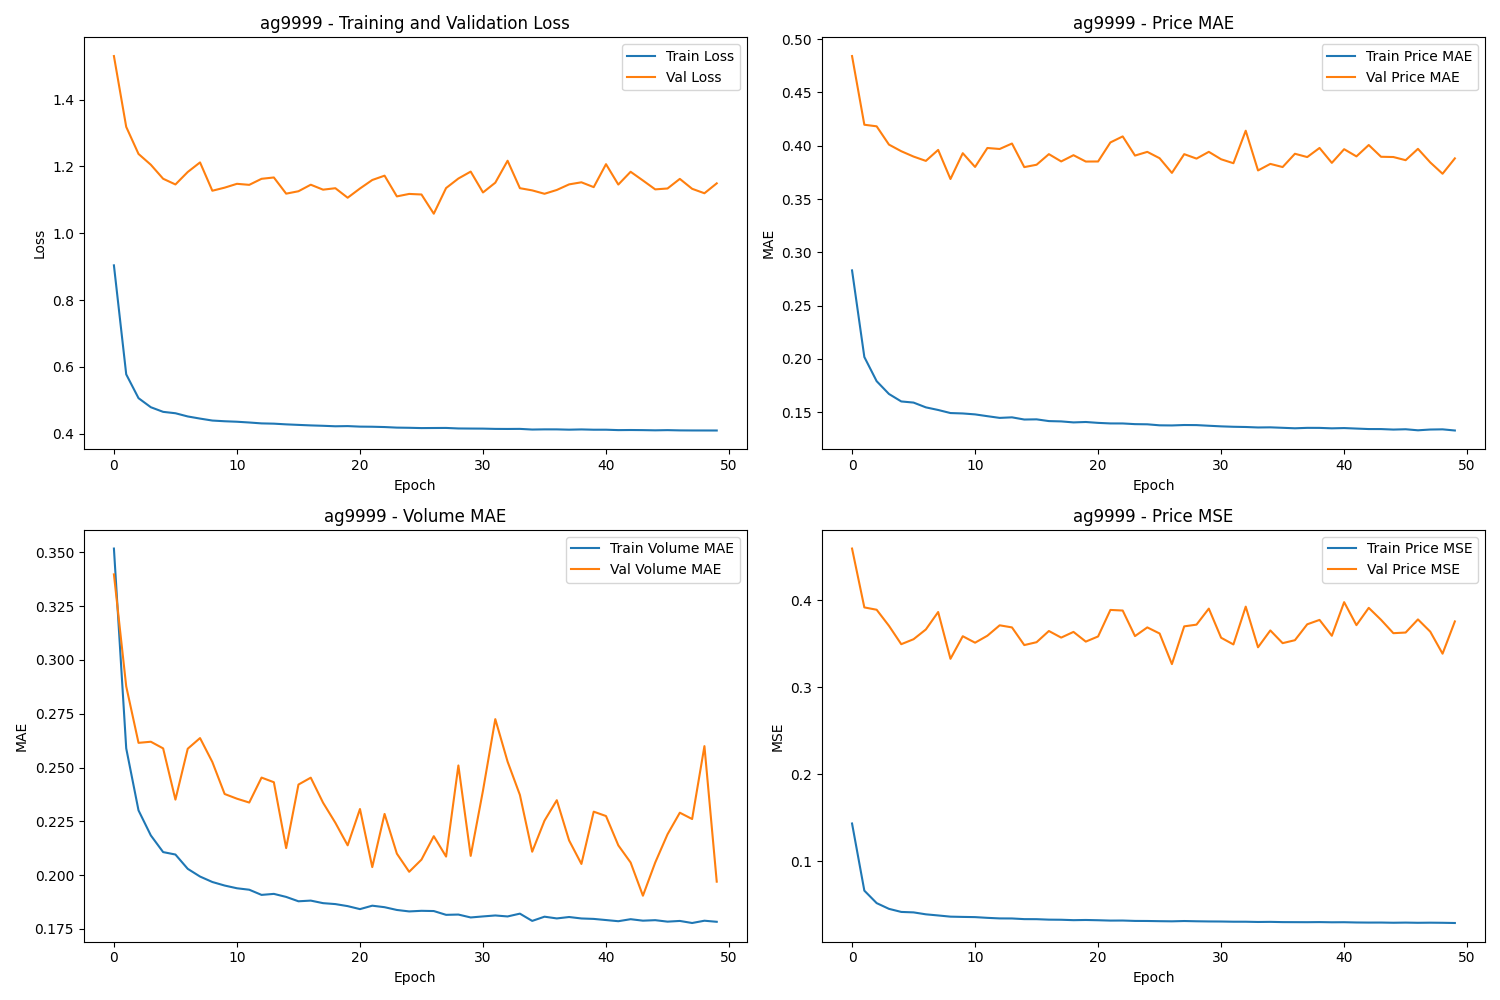 ag9999 - Training and Validation Loss
Train Loss
Val Loss
1.4
1.2
1.0
0.8
0.6
0.4
Loss
0 10 20 30 40 50
Epoch
ag9999 - Price MAE
Train Price MAE
Val Price MAE
0.50
0.45
0.40
0.35
0.30
0.25
0.20
0.15
MAE
0 10 20 30 40 50
Epoch
ag9999 - Volume MAE
Train Volume MAE
Val Volume MAE
0.350
0.325
0.300
0.275
0.250
0.225
0.200
0.175
MAE
0 10 20 30 40 50
Epoch
ag9999 - Price MSE
Train Price MSE
Val Price MSE
0.4
0.3
0.2
0.1
MSE
0 10 20 30 40 50
Epoch